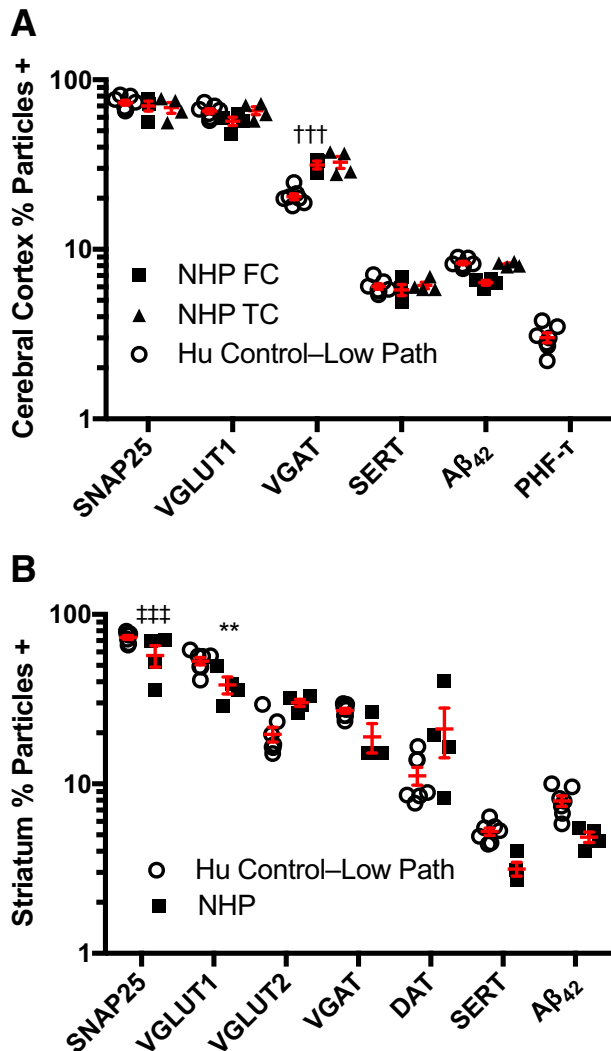 A
Cerebral Cortex % Particles +
100
10
1
†††
NHP FC
NHP TC
Hu Control–Low Path
SNAP25
VGLUT1
VGAT
SERT
Aβ42
PHF-τ
B
Striatum % Particles +
100
10
1
‡‡‡
**
Hu Control–Low Path
NHP
SNAP25
VGLUT1
VGLUT2
VGAT
DAT
SERT
Aβ42